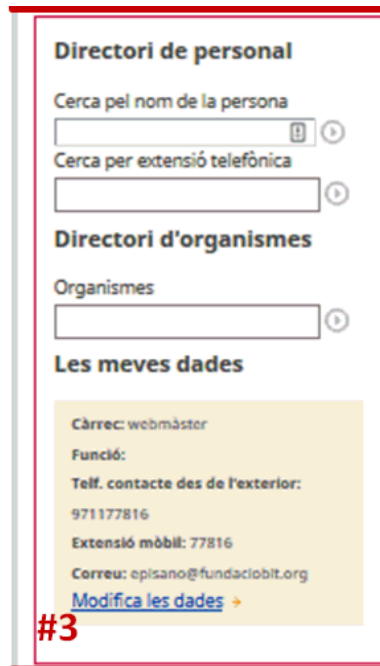 Directori de personal
Cerca pel nom de la persona
Cerca per extensió telefònica
Directori d'organismes
Organismes
Les meves dades
Càrrec: webmàster
Funció:
Telf. contacte des de l'exterior:
971177816
Extensió mòbil: 77816
Correu: episano@fundaciobit.org
Modifica les dades →
#3